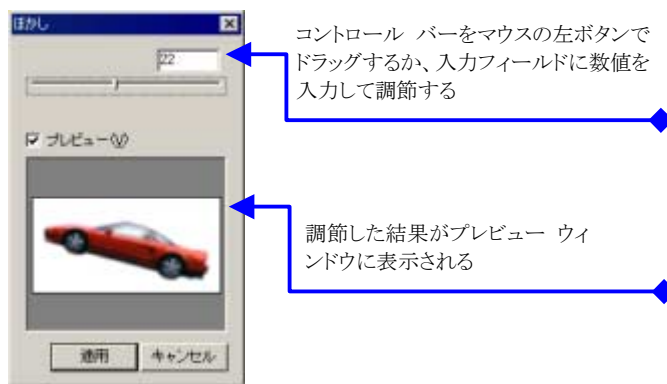 ぼかし
22
コントロール バーをマウスの左ボタンで
ドラッグするか、入力フィールドに数値を
入力して調節する
プレビュー(V)
調節した結果がプレビュー ウィ
ンドウに表示される
適用
キャンセル